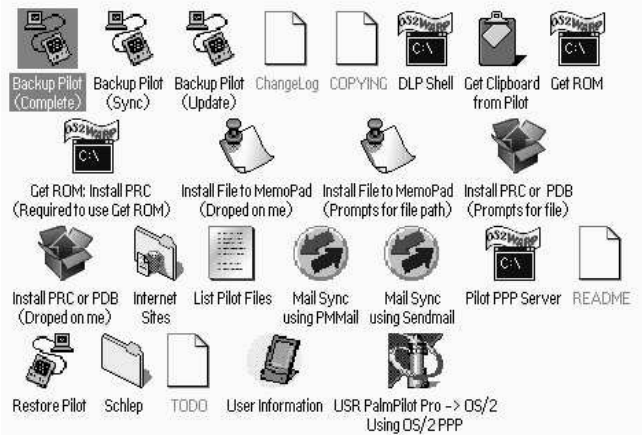 OS2WARP
OS2WARP
C:\
C:\
Backup Pilot
(Complete)
Backup Pilot
(Sync)
Backup Pilot
(Update)
ChangeLog
COPYING
DLP Shell
Get Clipboard
from Pilot
Get ROM
OS2WARP
C:\
Get ROM: Install PRC
(Required to use Get ROM)
Install File to MemoPad
(Droped on me)
Install File to MemoPad
(Prompts for file path)
Install PRC or PDB
(Prompts for file)
OS2WARP
C:\
Install PRC or PDB
(Droped on me)
Internet
Sites
List Pilot Files
Mail Sync
using PMMail
Mail Sync
using Sendmail
Pilot PPP Server
README
Restore Pilot
Schlep
TODO
User Information
USR PalmPilot Pro -> OS/2
Using OS/2 PPP